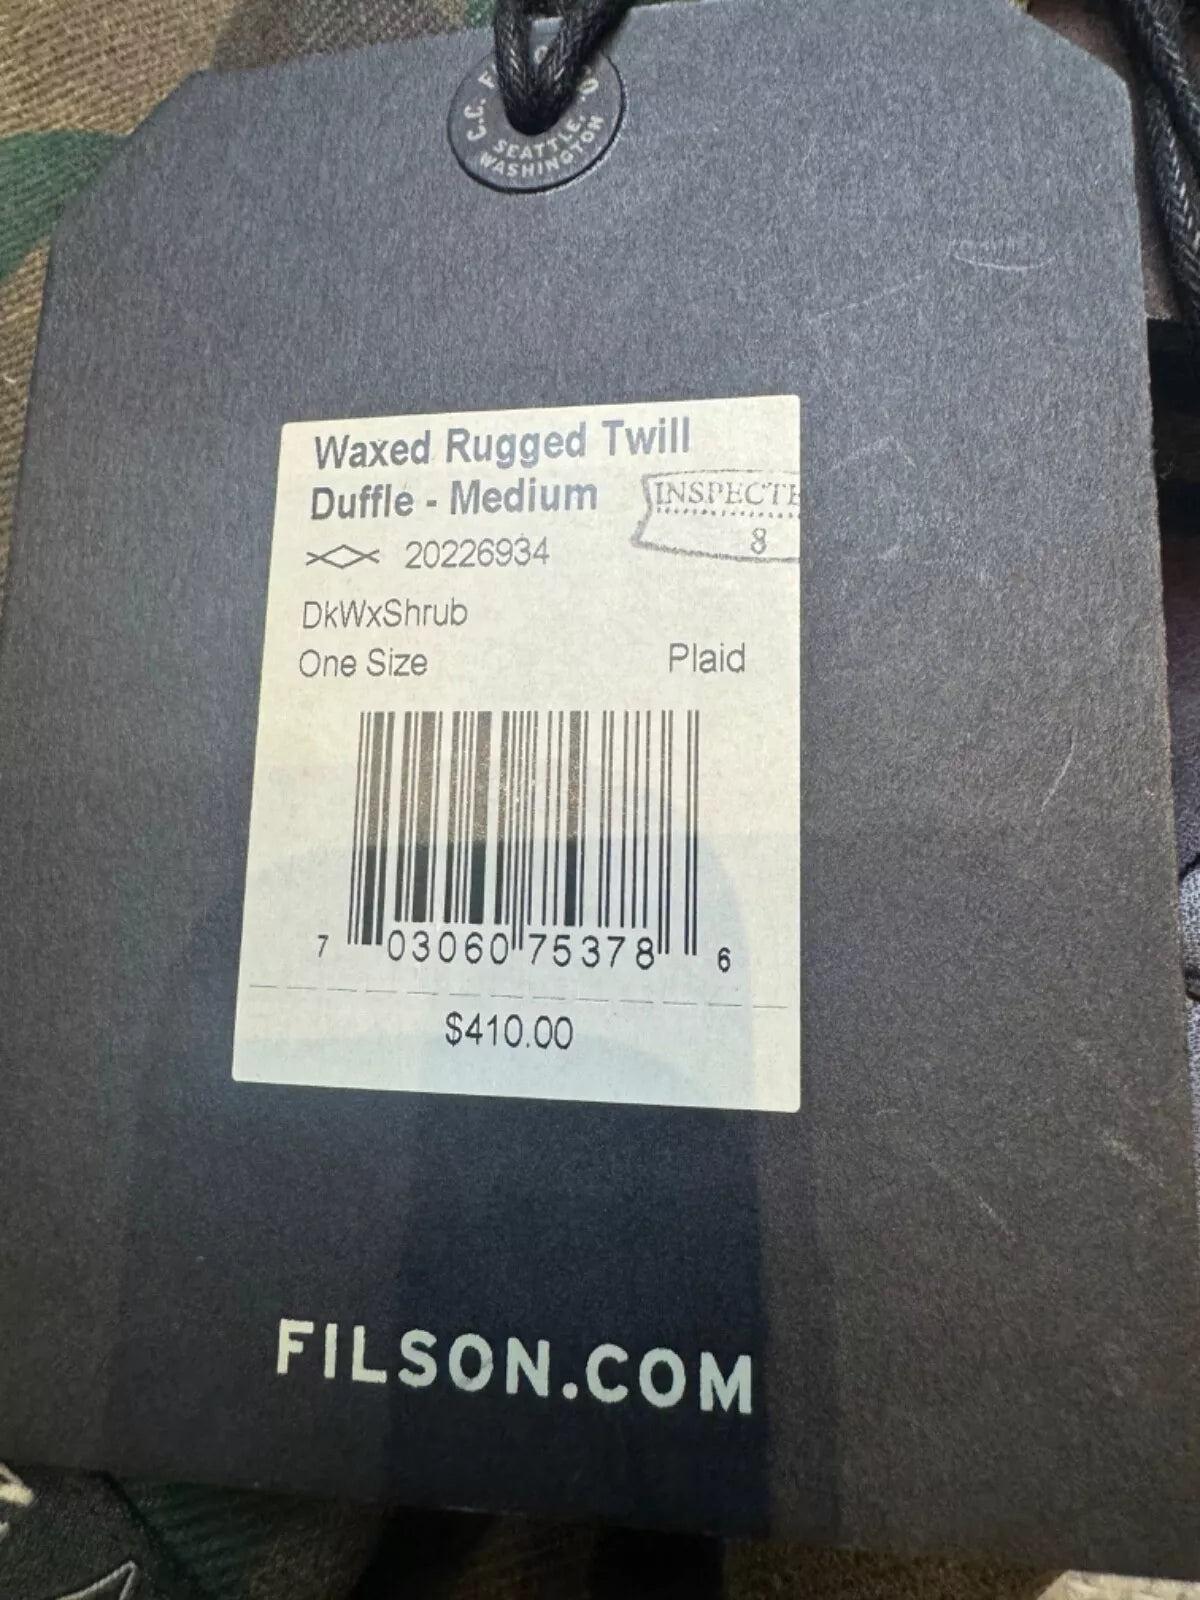 C.C. F
SEATTLE,
WASHINGTON
Waxed Rugged Twill
Duffle - Medium
INSPECTE
8
20226934
DkWxShrub
One Size Plaid
7 03060 75378 6
$410.00
FILSON.COM